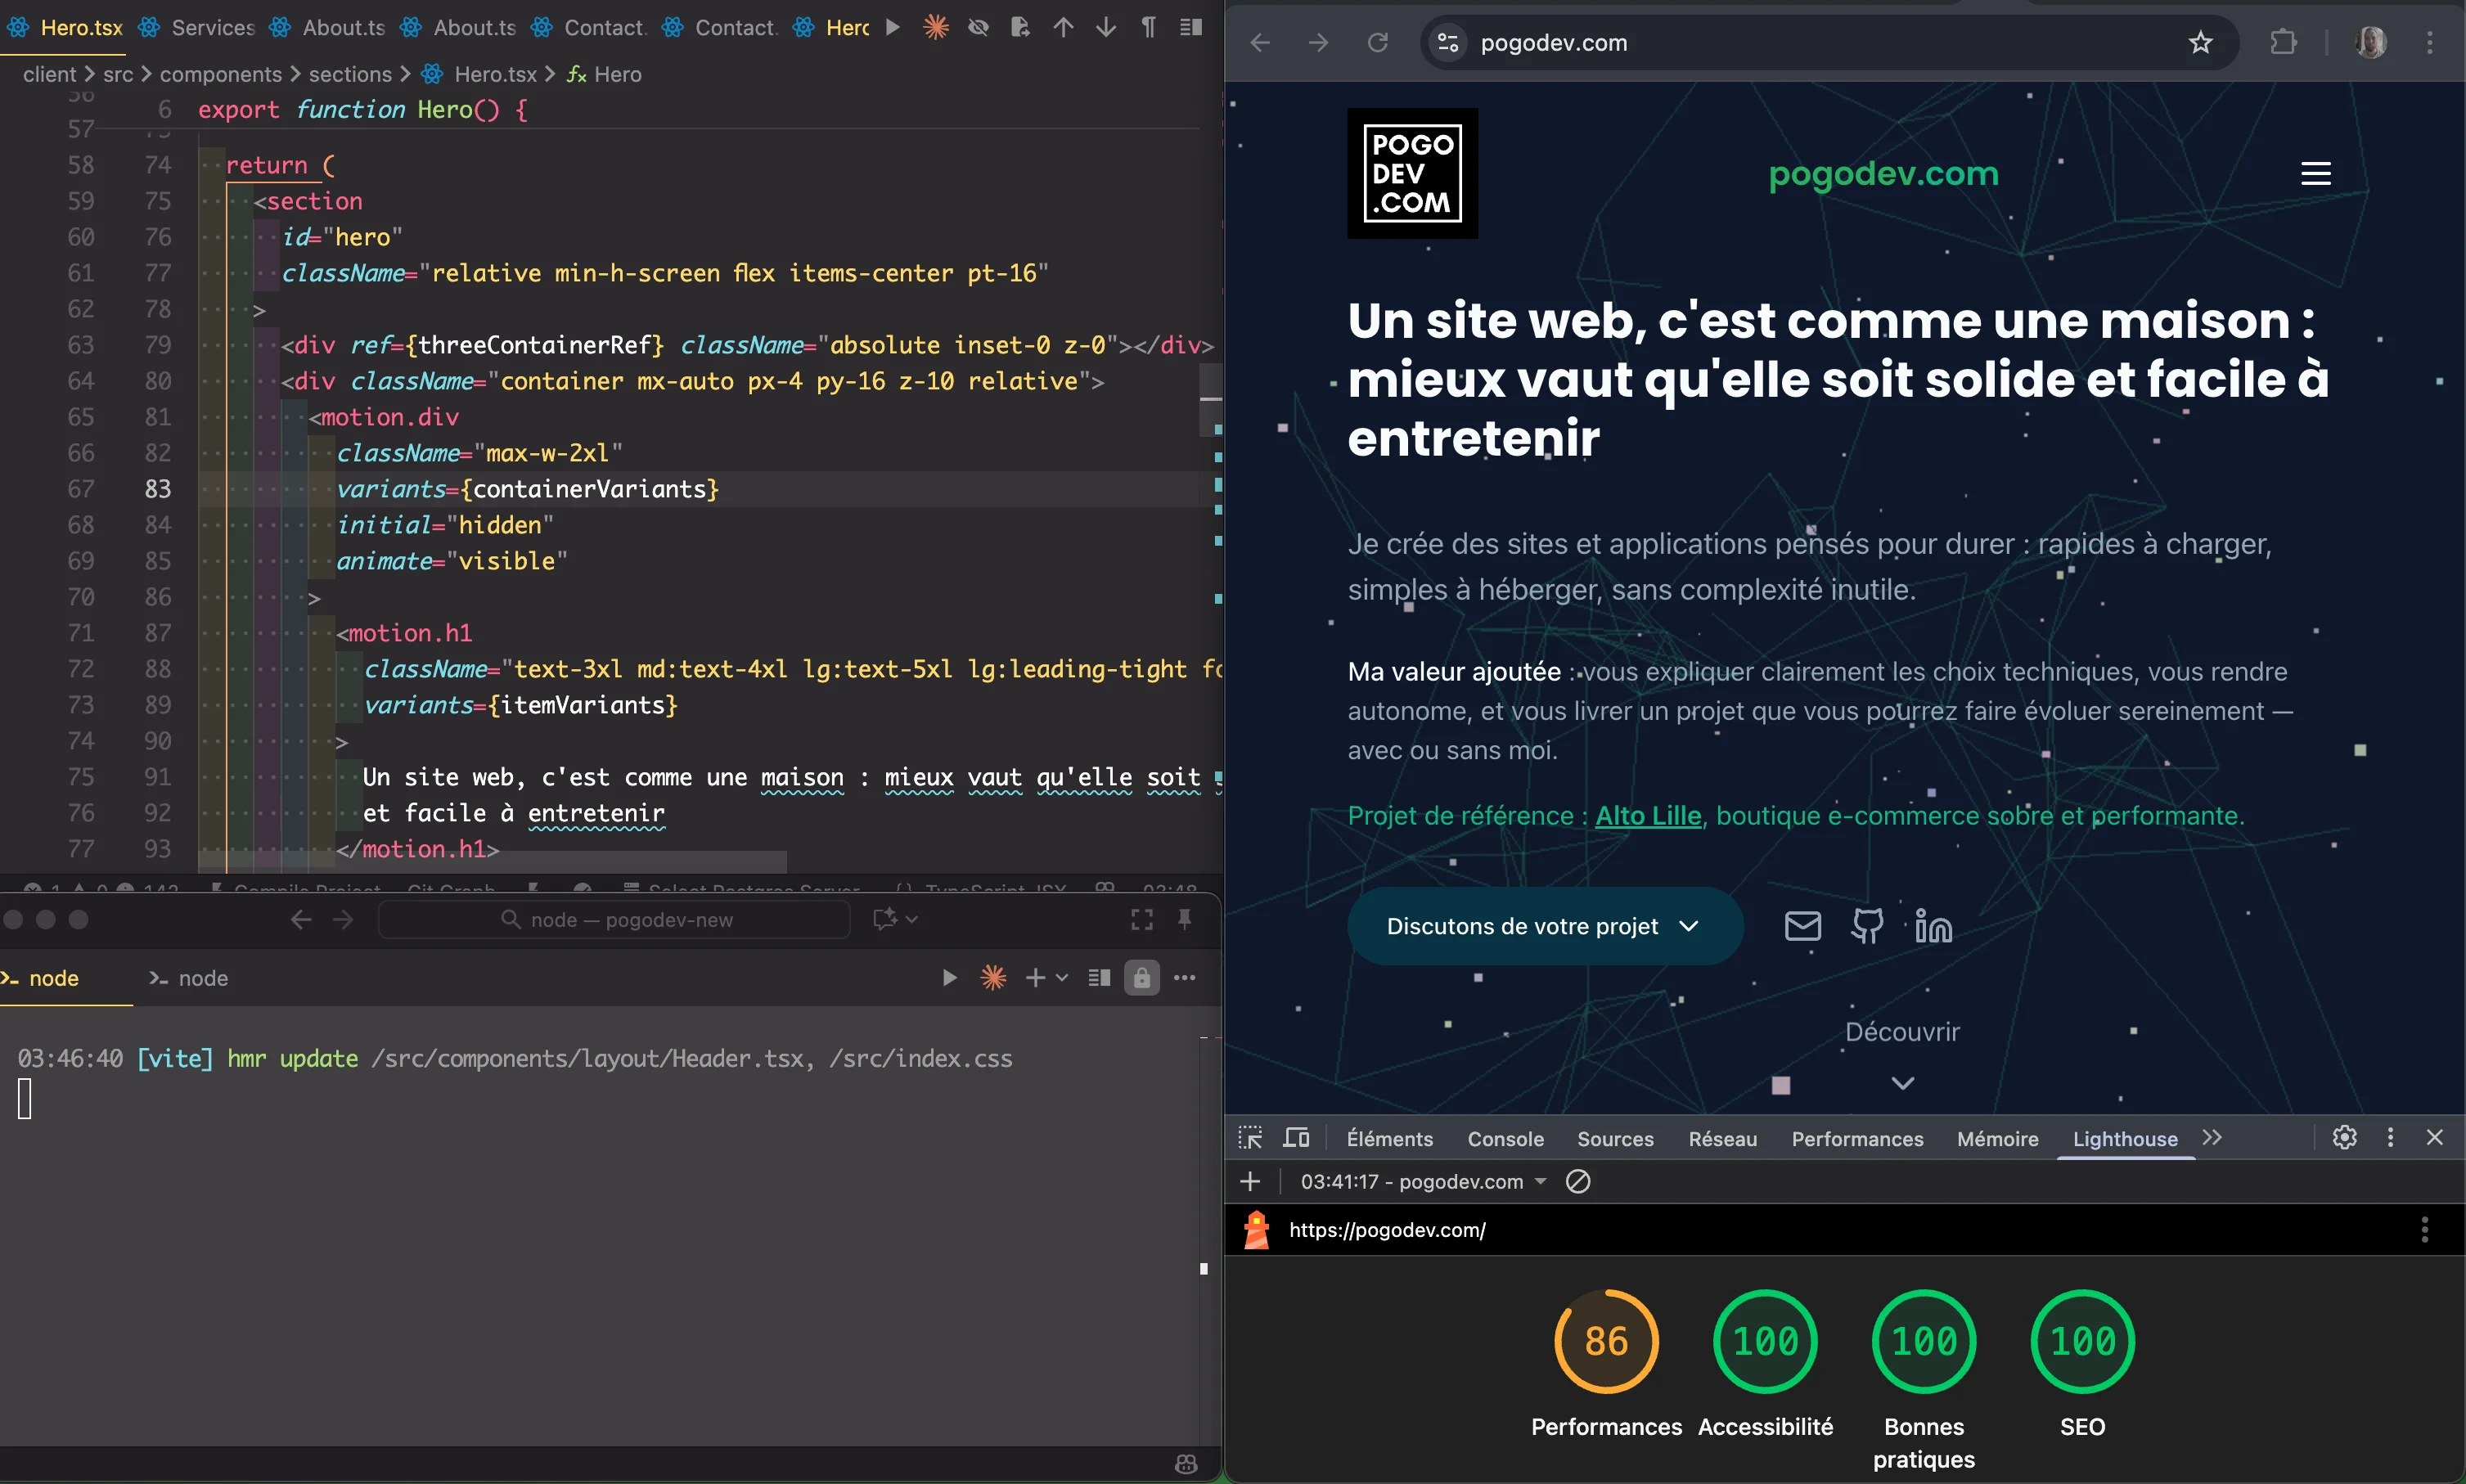 Hero.tsx Services About.ts About.ts Contact. Contact. Hero
client > src > components > sections > Hero.tsx > Hero
56 6 export function Hero() {
57
58 74 return (
59 75 <section
60 76 id="hero"
61 77 className="relative min-h-screen flex items-center pt-16"
62 78 >
63 79 <div ref={threeContainerRef} className="absolute inset-0 z-0"></div>
64 80 <div className="container mx-auto px-4 py-16 z-10 relative">
65 81 <motion.div
66 82 className="max-w-2xl"
67 83 variants={containerVariants}
68 84 initial="hidden"
69 85 animate="visible"
70 86 >
71 87 <motion.h1
72 88 className="text-3xl md:text-4xl lg:text-5xl lg:leading-tight fo
73 89 variants={itemVariants}
74 90 >
75 91 Un site web, c'est comme une maison : mieux vaut qu'elle soit
76 92 et facile à entretenir
77 93 </motion.h1>
Compile Project Git Graph Select Postgres Server {} TypeScript JSX 03:48
node — pogodev-new
node node
03:46:40 [vite] hmr update /src/components/layout/Header.tsx, /src/index.css
pogodev.com
POGO
DEV
.COM
pogodev.com
Un site web, c'est comme une maison :
mieux vaut qu'elle soit solide et facile à
entretenir
Je crée des sites et applications pensés pour durer : rapides à charger,
simples à héberger, sans complexité inutile.
Ma valeur ajoutée : vous expliquer clairement les choix techniques, vous rendre
autonome, et vous livrer un projet que vous pourrez faire évoluer sereinement —
avec ou sans moi.
Projet de référence : Alto Lille, boutique e-commerce sobre et performante.
Discutons de votre projet
Découvrir
Éléments Console Sources Réseau Performances Mémoire Lighthouse
03:41:17 - pogodev.com
https://pogodev.com/
86 100 100 100
Performances Accessibilité Bonnes pratiques SEO